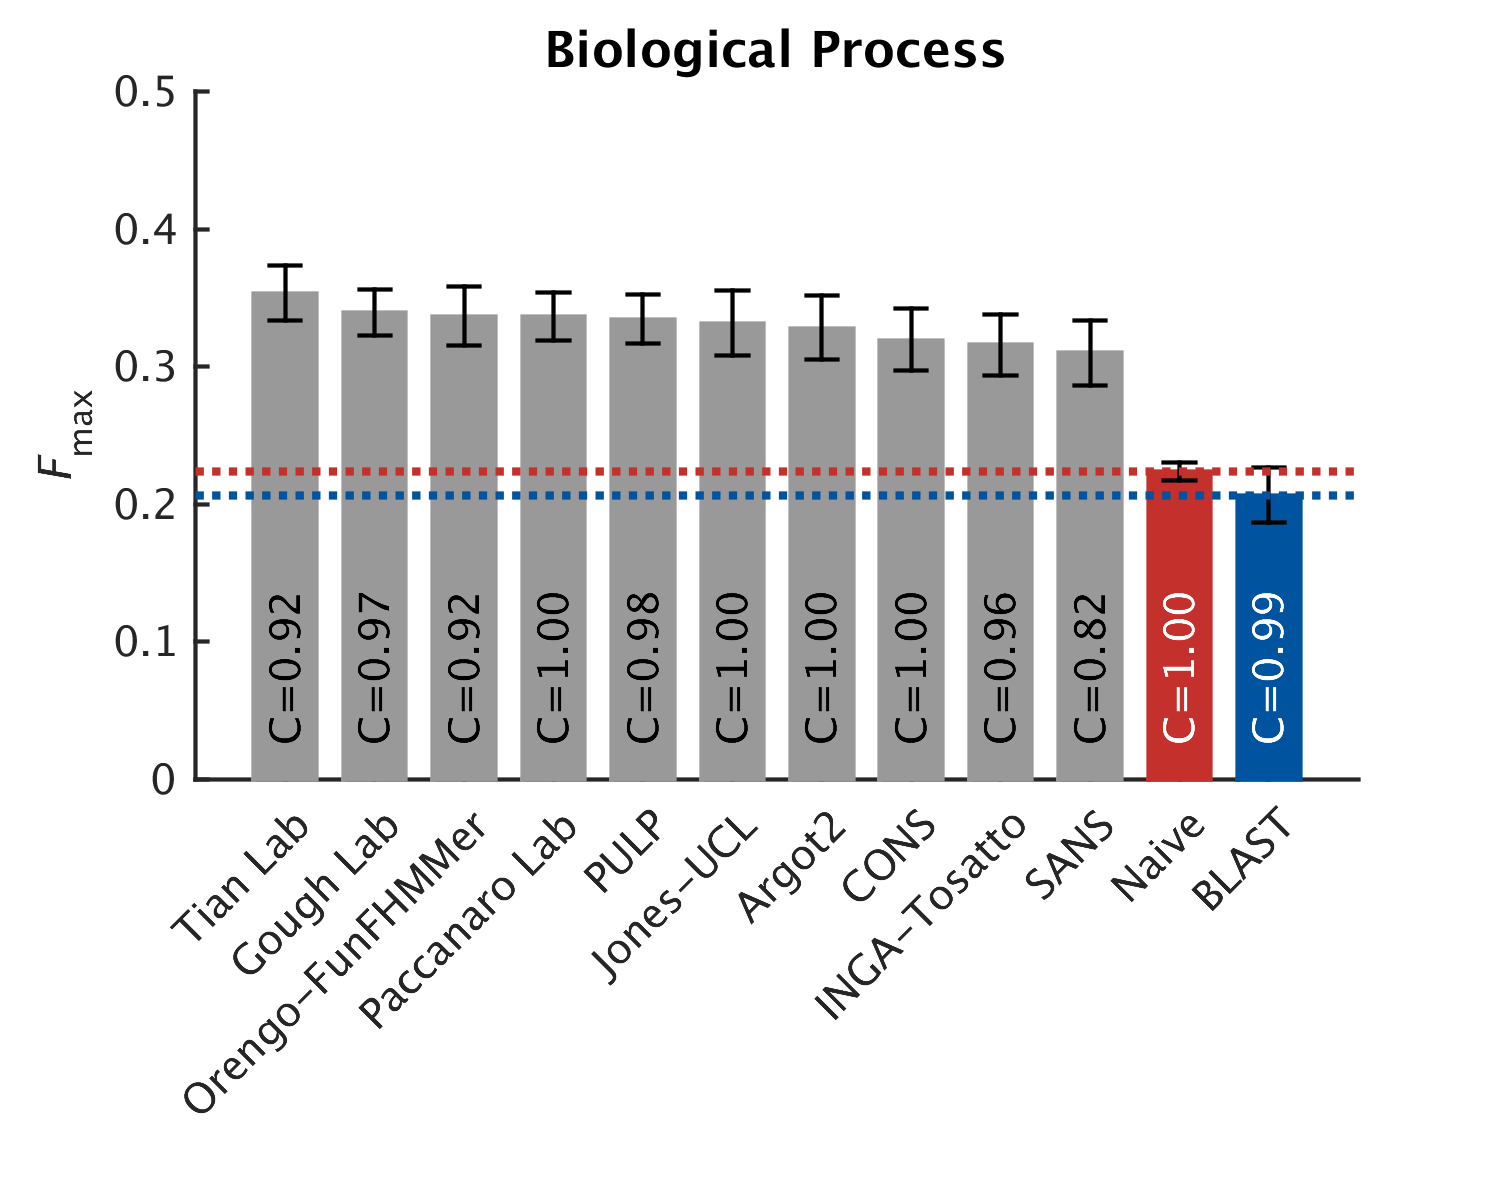 Biological Process
0.5
0.4
0.3
0.2
0.1
0
Fmax
C=0.92
C=0.97
C=0.92
C=1.00
C=0.98
C=1.00
C=1.00
C=1.00
C=0.96
C=0.82
C=1.00
C=0.99
Tian Lab
Gough Lab
Orengo–FunFHMMer
Paccanaro Lab
PULP
Jones–UCL
Argot2
CONS
INGA–Tosatto
SANS
Naive
BLAST